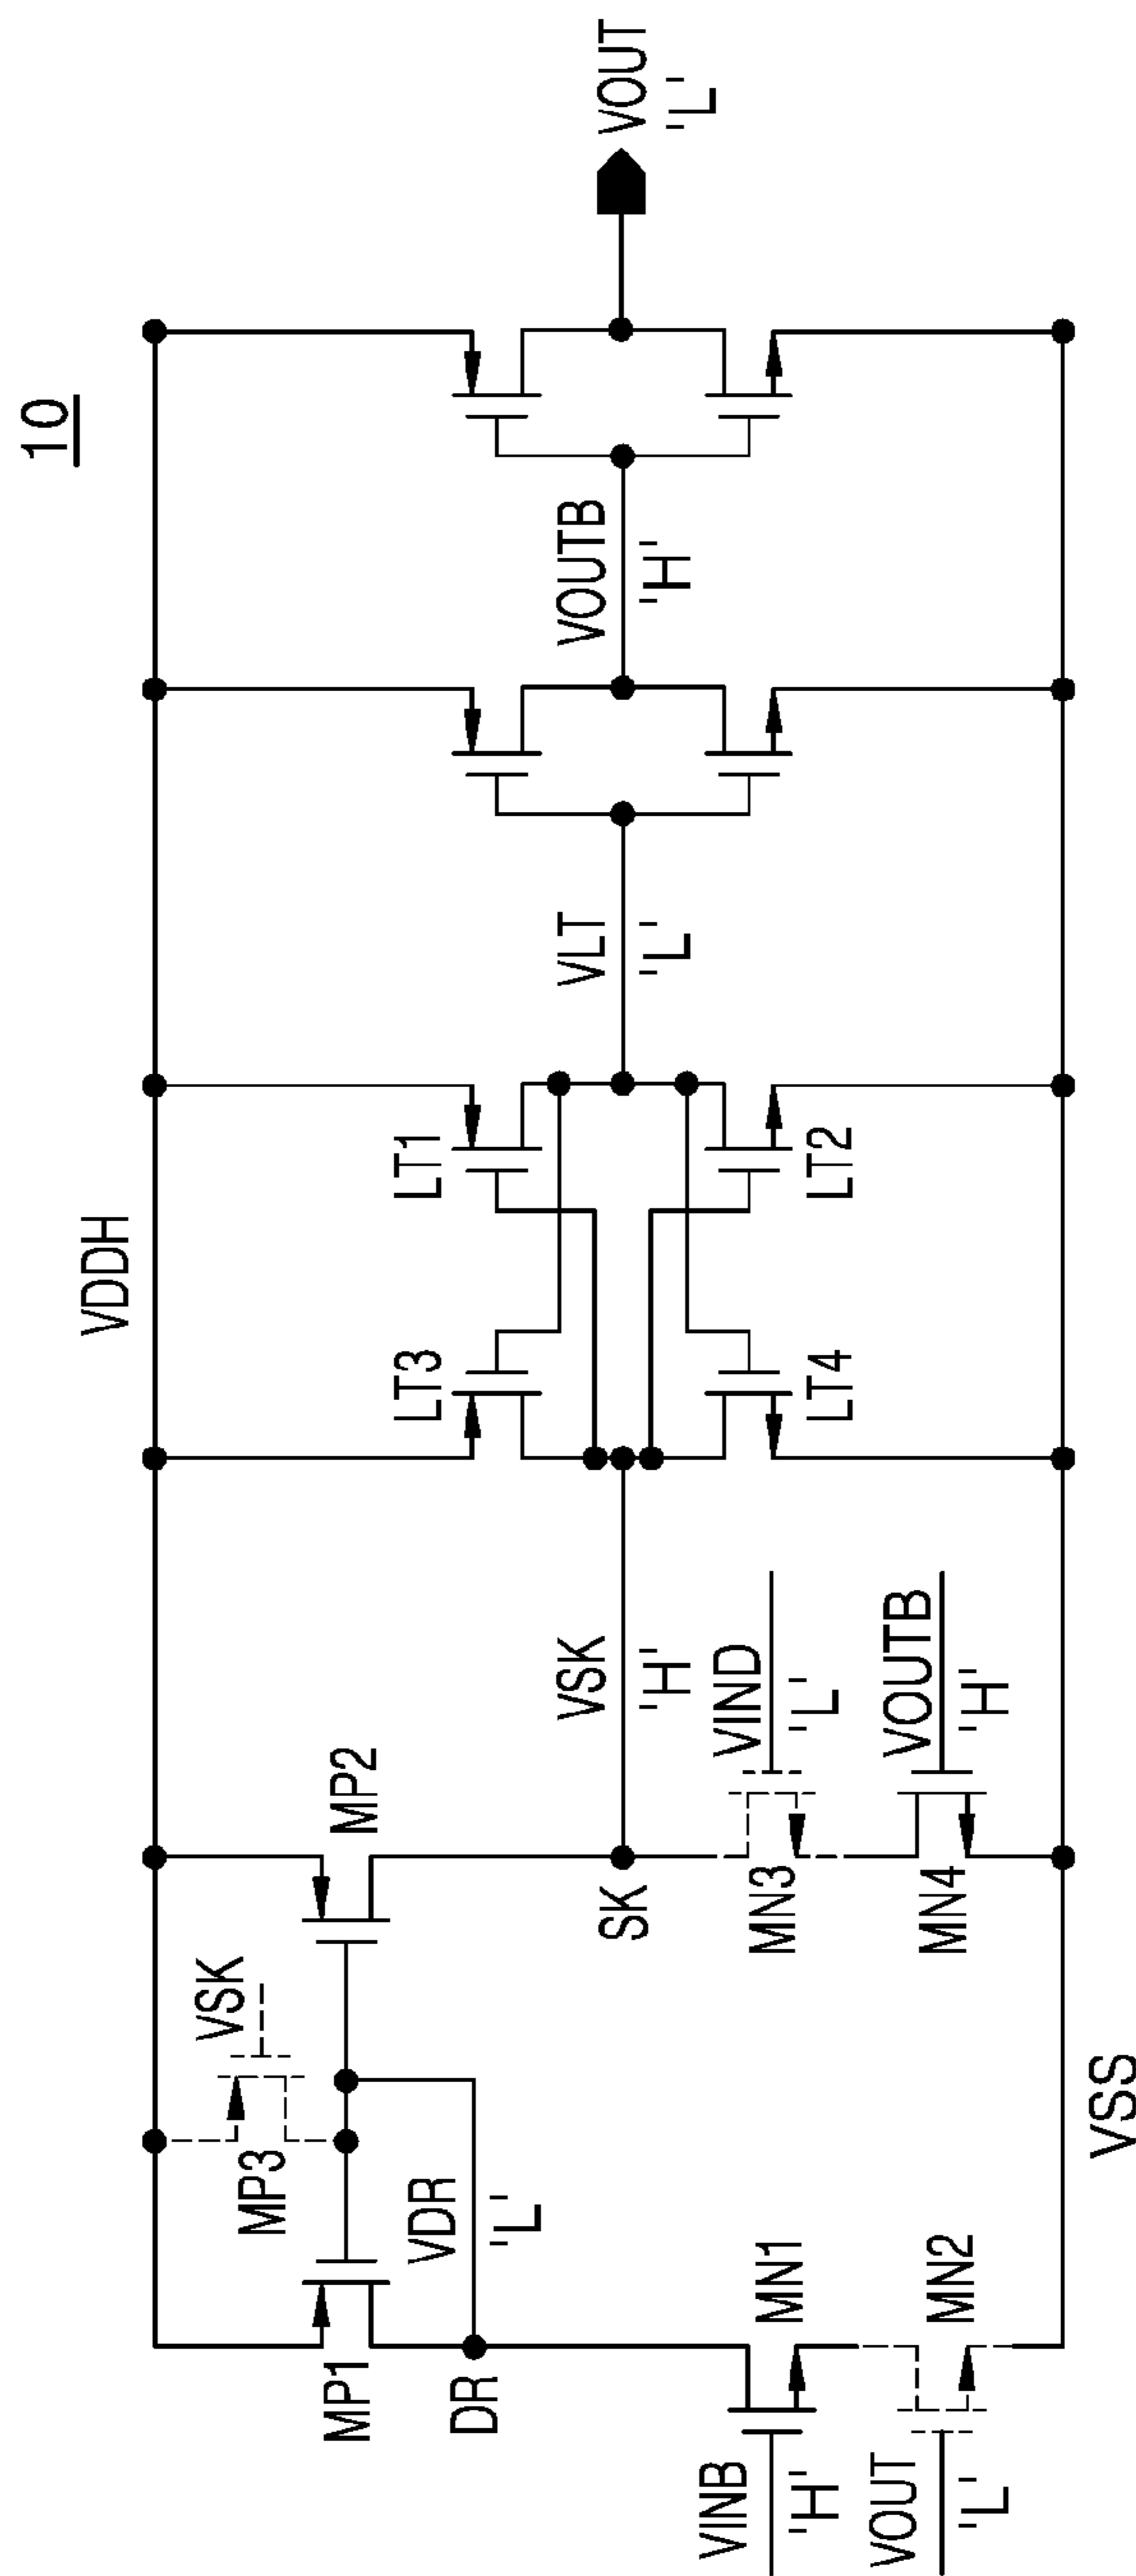 10
VDDH
MP1
MP3
VSK
MP2
VDR
'L'
DR
VINB
'H'
MN1
VOUT
'L'
MN2
SK
VSK
'H'
MN3
VIND
'L'
MN4
VOUTB
'H'
LT3
LT1
LT4
LT2
VLT
'L'
VOUTB
'H'
VOUT
'L'
VSS